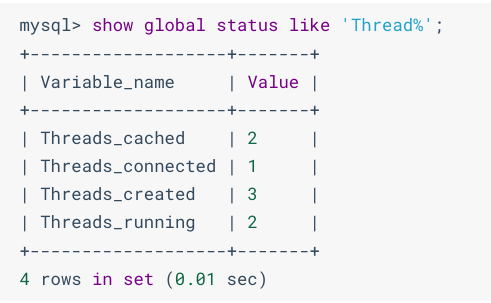 mysql> show global status like 'Thread%';
+-------------------+-------+
| Variable_name     | Value |
+-------------------+-------+
| Threads_cached    | 2     |
| Threads_connected | 1     |
| Threads_created   | 3     |
| Threads_running   | 2     |
+-------------------+-------+
4 rows in set (0.01 sec)